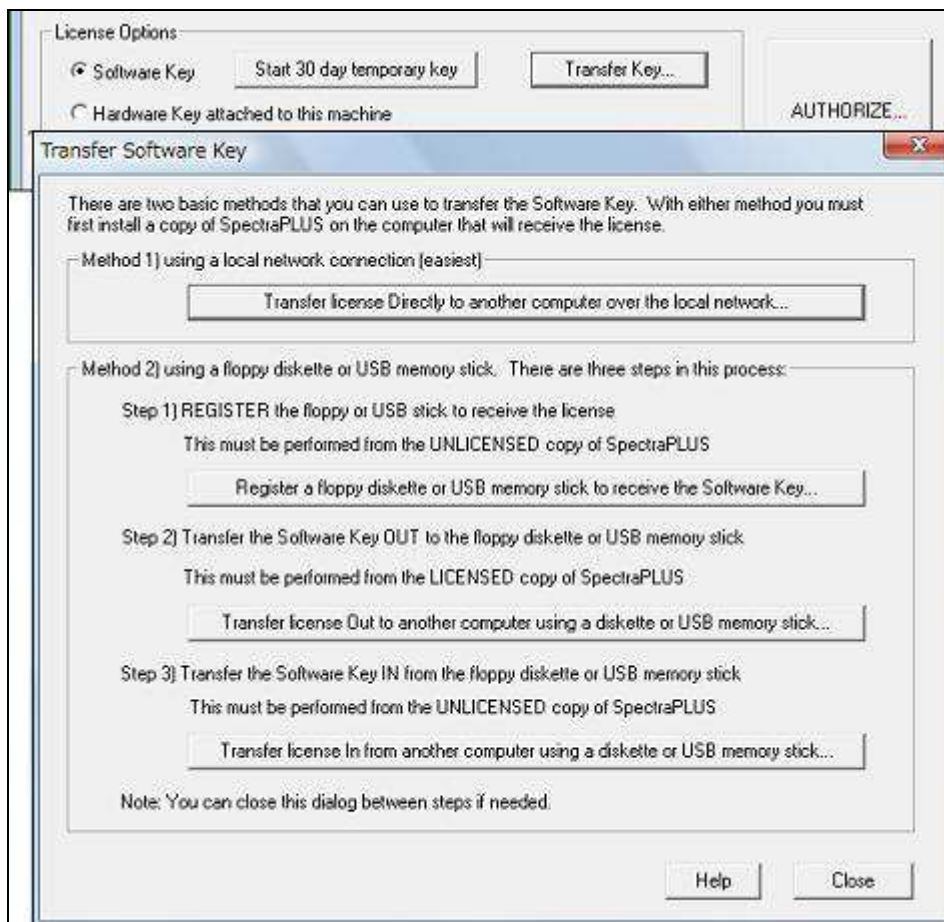 License Options
Software Key
Start 30 day temporary key
Transfer Key...
Hardware Key attached to this machine
AUTHORIZE...
Transfer Software Key
There are two basic methods that you can use to transfer the Software Key. With either method you must
first install a copy of SpectraPLUS on the computer that will receive the license.
Method 1) using a local network connection (easiest)
Transfer license Directly to another computer over the local network...
Method 2) using a floppy diskette or USB memory stick. There are three steps in this process:
Step 1) REGISTER the floppy or USB stick to receive the license
This must be performed from the UNLICENSED copy of SpectraPLUS
Register a floppy diskette or USB memory stick to receive the Software Key...
Step 2) Transfer the Software Key OUT to the floppy diskette or USB memory stick
This must be performed from the LICENSED copy of SpectraPLUS
Transfer license Out to another computer using a diskette or USB memory stick...
Step 3) Transfer the Software Key IN from the floppy diskette or USB memory stick
This must be performed from the UNLICENSED copy of SpectraPLUS
Transfer license In from another computer using a diskette or USB memory stick...
Note: You can close this dialog between steps if needed.
Help
Close